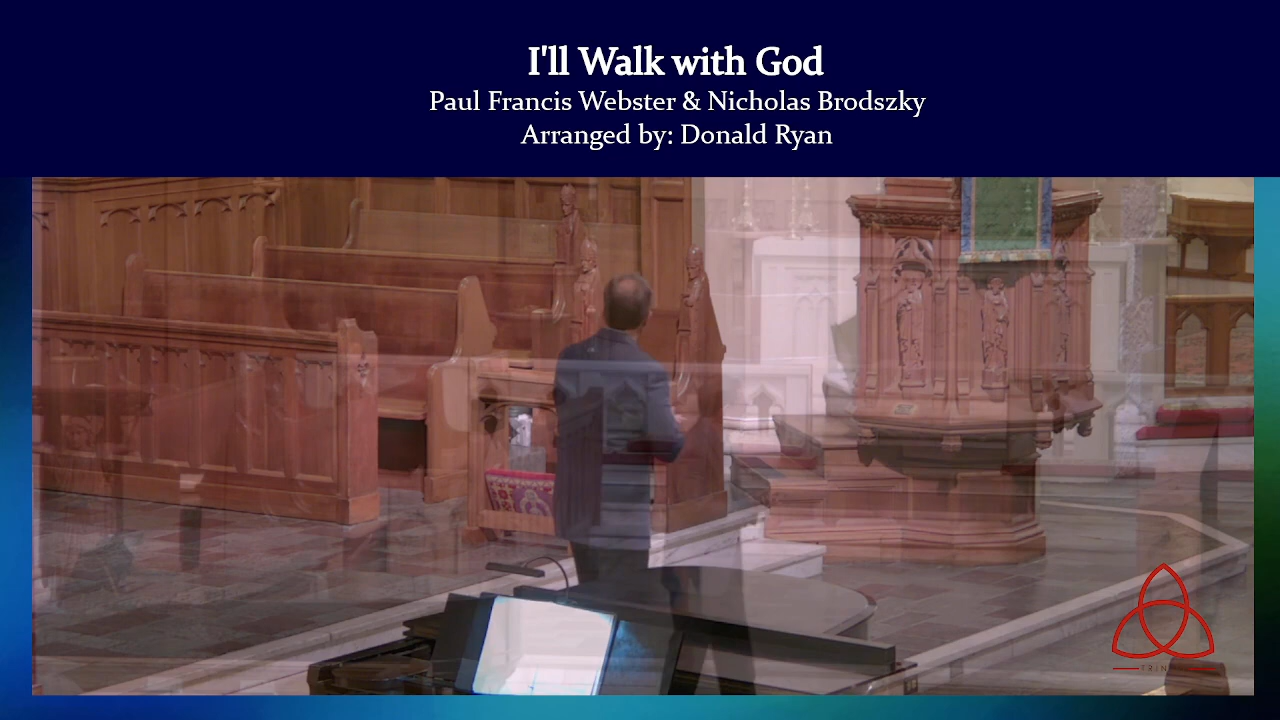 I'll Walk with God
Paul Francis Webster & Nicholas Brodszky
Arranged by: Donald Ryan